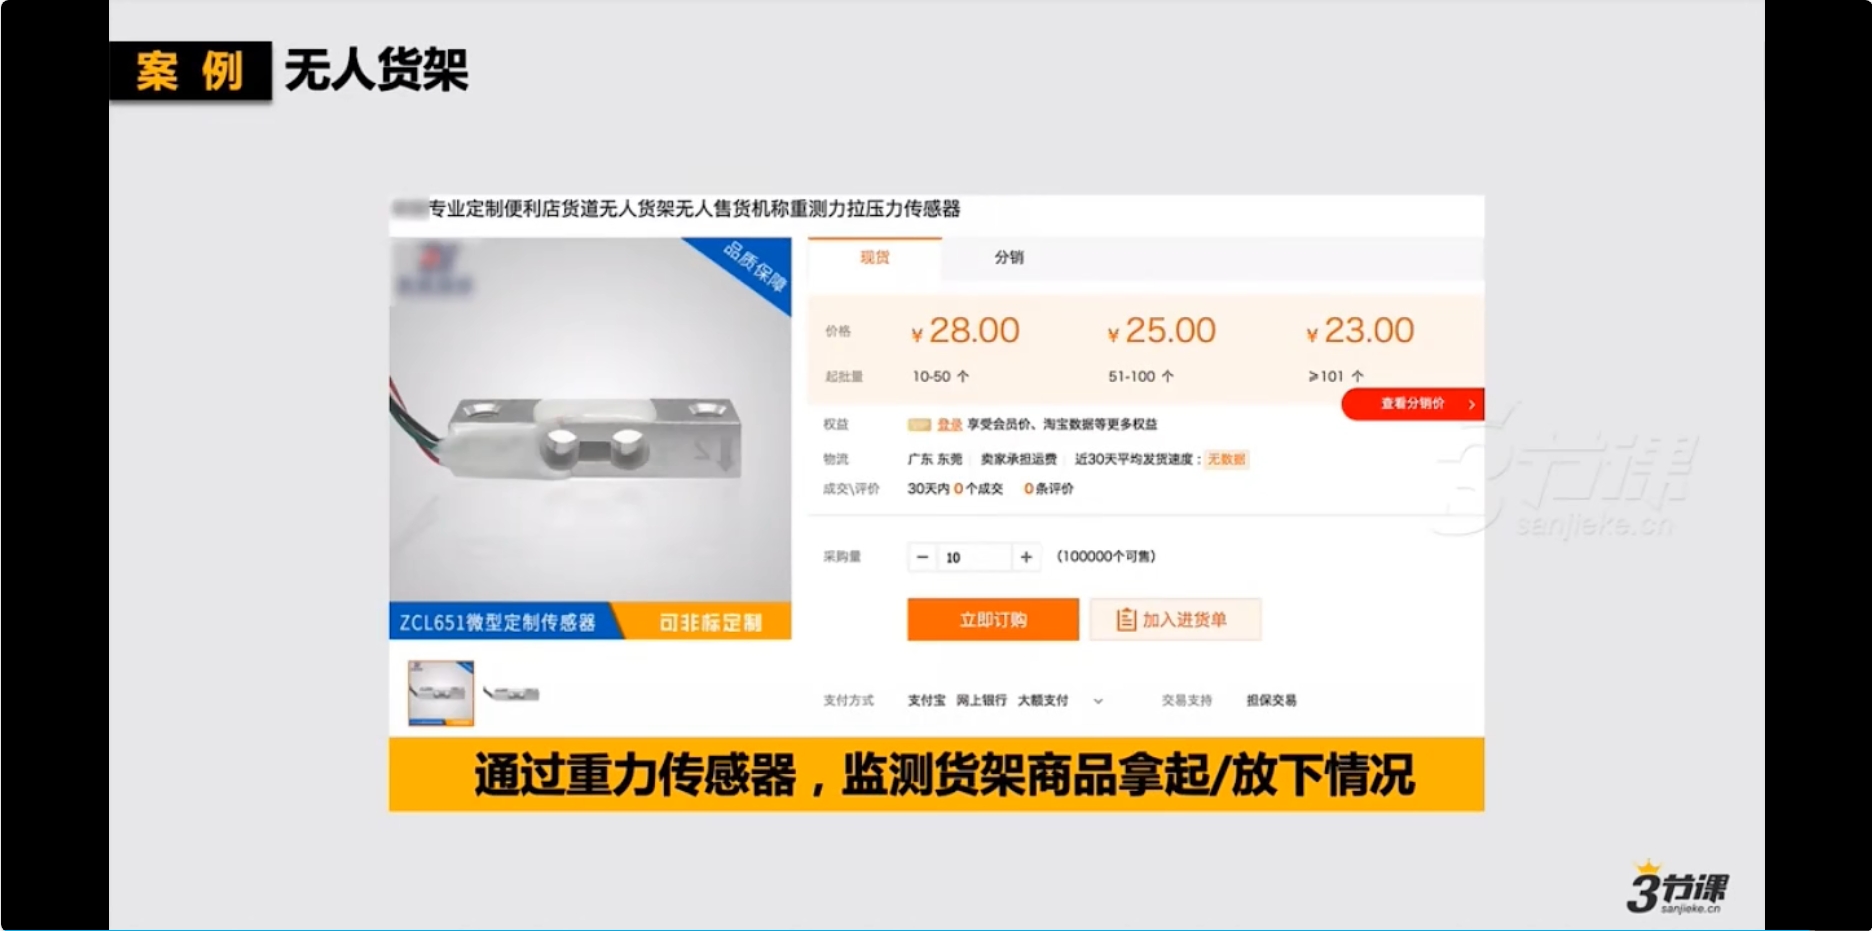 案 例 无人货架
专业定制便利店货道无人货架无人售货机称重测力拉压力传感器
品质保障
ZCL651微型定制传感器 可非标定制
现货 分销
价格 ¥28.00 ¥25.00 ¥23.00
起批量 10-50 个 51-100 个 ≥101 个
查看分销价 >
权益 登录 享受会员价、淘宝数据等更多权益
物流 广东 东莞 卖家承担运费 近30天平均发货速度：无数据
成交\评价 30天内 0 个成交 0 条评价
采购量 − 10 + （100000个可售）
立即订购 加入进货单
支付方式 支付宝 网上银行 大额支付 交易支持 担保交易
通过重力传感器，监测货架商品拿起/放下情况
3节课
sanjieke.cn
3节课
sanjieke.cn